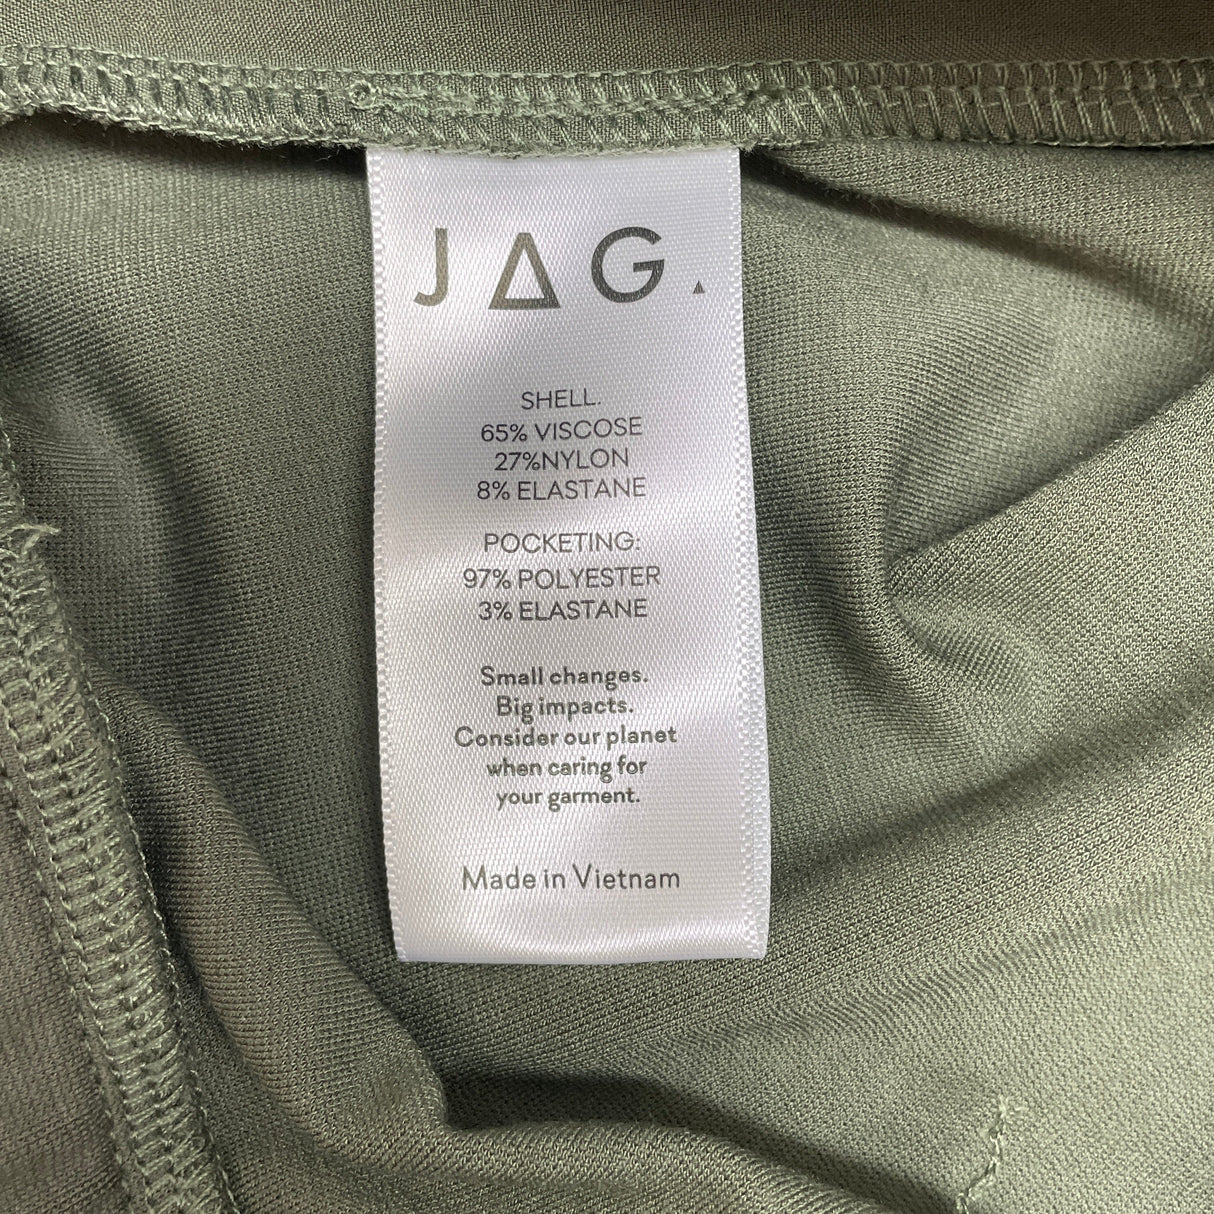 JAG.
SHELL.
65% VISCOSE
27%NYLON
8% ELASTANE
POCKETING:
97% POLYESTER
3% ELASTANE
Small changes.
Big impacts.
Consider our planet
when caring for
your garment.
Made in Vietnam